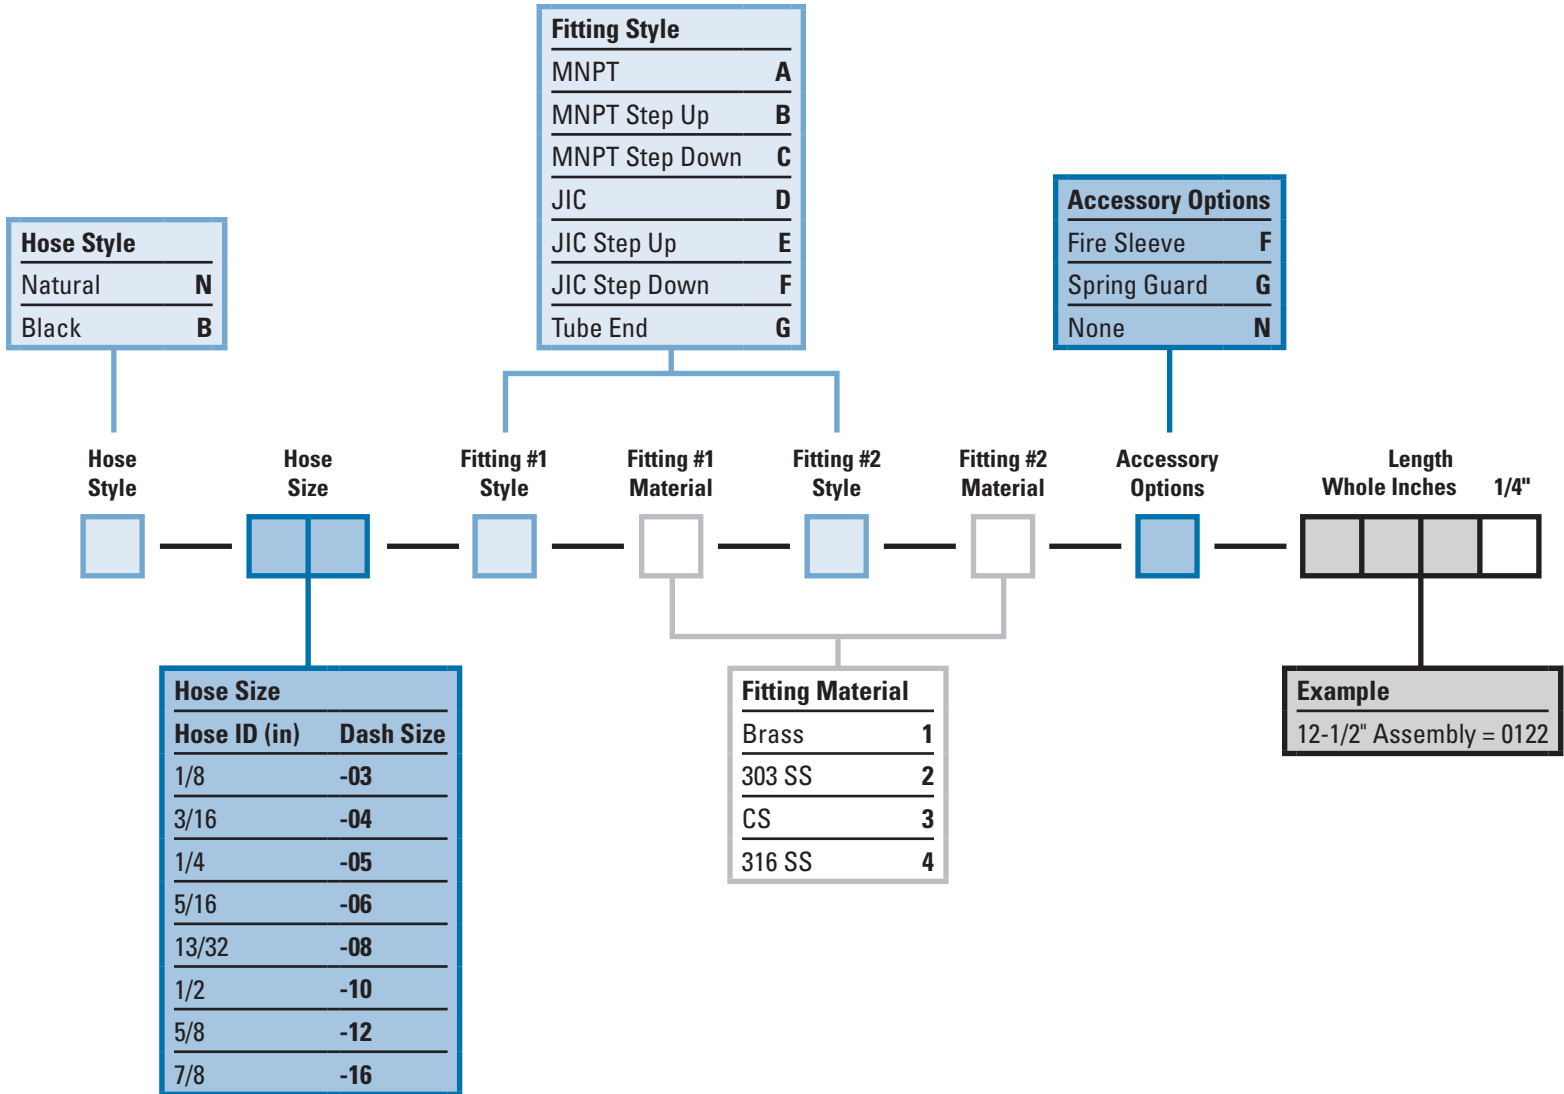 Fitting Style
MNPT A
MNPT Step Up B
MNPT Step Down C
JIC D
JIC Step Up E
JIC Step Down F
Tube End G
Accessory Options
Fire Sleeve F
Spring Guard G
None N
Hose Style
Natural N
Black B
Hose Style
Hose Size
Fitting #1 Style
Fitting #1 Material
Fitting #2 Style
Fitting #2 Material
Accessory Options
Length
Whole Inches 1/4"
Hose Size
Hose ID (in) Dash Size
1/8 -03
3/16 -04
1/4 -05
5/16 -06
13/32 -08
1/2 -10
5/8 -12
7/8 -16
Fitting Material
Brass 1
303 SS 2
CS 3
316 SS 4
Example
12-1/2" Assembly = 0122